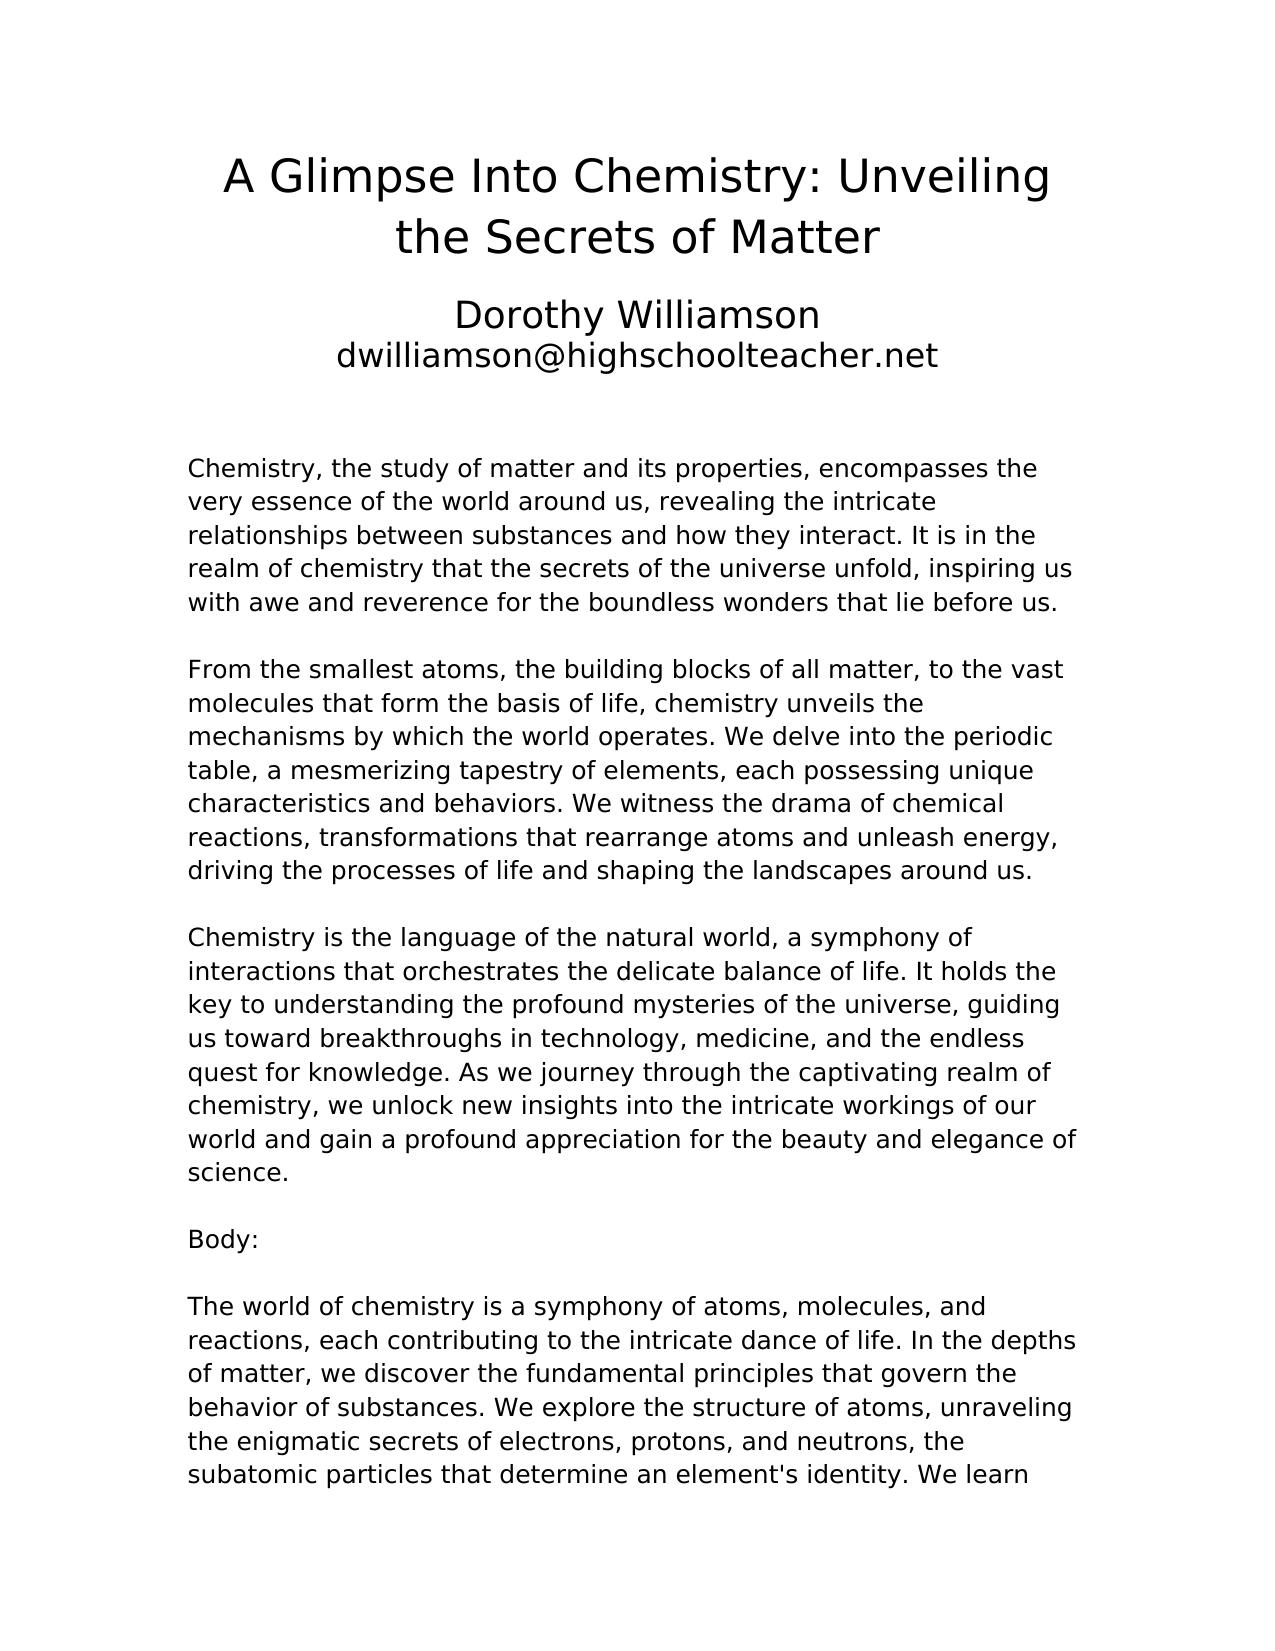 A Glimpse Into Chemistry: Unveiling
the Secrets of Matter
Dorothy Williamson
dwilliamson@highschoolteacher.net
Chemistry, the study of matter and its properties, encompasses the
very essence of the world around us, revealing the intricate
relationships between substances and how they interact. It is in the
realm of chemistry that the secrets of the universe unfold, inspiring us
with awe and reverence for the boundless wonders that lie before us.
From the smallest atoms, the building blocks of all matter, to the vast
molecules that form the basis of life, chemistry unveils the
mechanisms by which the world operates. We delve into the periodic
table, a mesmerizing tapestry of elements, each possessing unique
characteristics and behaviors. We witness the drama of chemical
reactions, transformations that rearrange atoms and unleash energy,
driving the processes of life and shaping the landscapes around us.
Chemistry is the language of the natural world, a symphony of
interactions that orchestrates the delicate balance of life. It holds the
key to understanding the profound mysteries of the universe, guiding
us toward breakthroughs in technology, medicine, and the endless
quest for knowledge. As we journey through the captivating realm of
chemistry, we unlock new insights into the intricate workings of our
world and gain a profound appreciation for the beauty and elegance of
science.
Body:
The world of chemistry is a symphony of atoms, molecules, and
reactions, each contributing to the intricate dance of life. In the depths
of matter, we discover the fundamental principles that govern the
behavior of substances. We explore the structure of atoms, unraveling
the enigmatic secrets of electrons, protons, and neutrons, the
subatomic particles that determine an element's identity. We learn